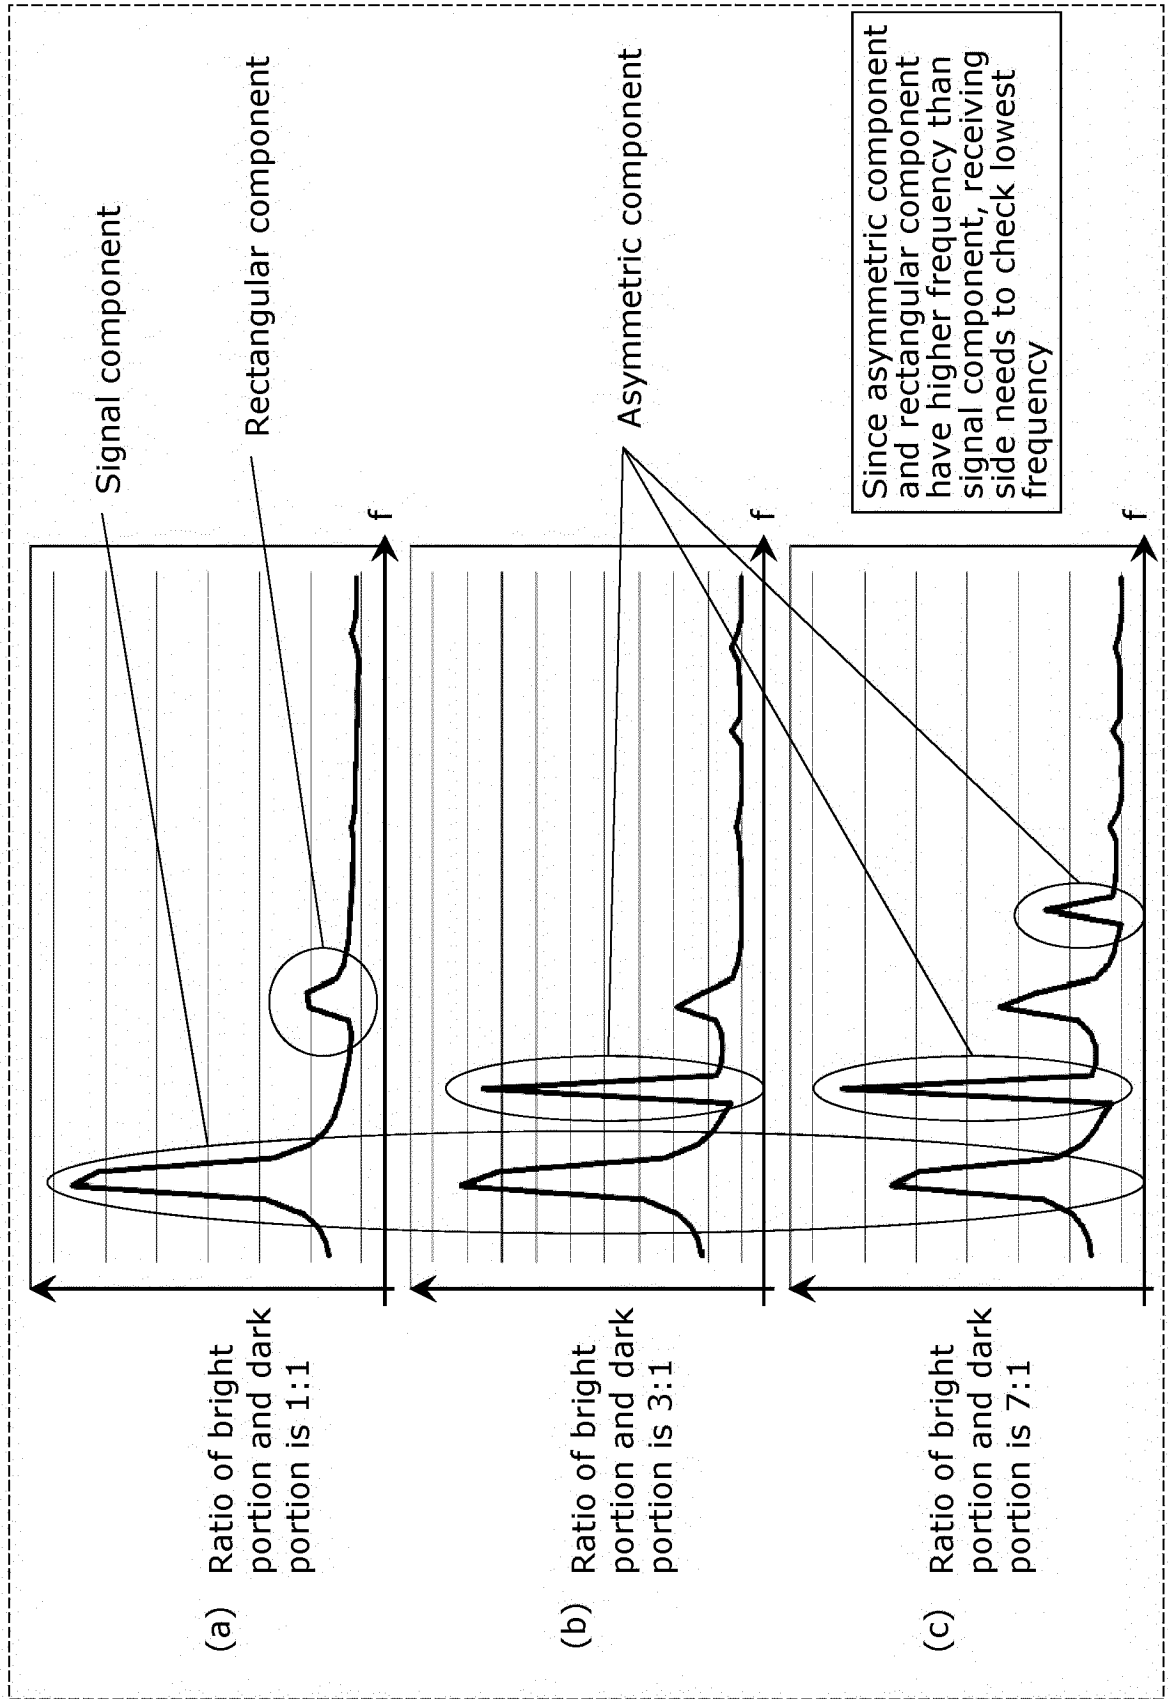 (a)
Ratio of bright
portion and dark
portion is 1:1
f
Signal component
Rectangular component
(b)
Ratio of bright
portion and dark
portion is 3:1
f
Asymmetric component
(c)
Ratio of bright
portion and dark
portion is 7:1
f
Since asymmetric component
and rectangular component
have higher frequency than
signal component, receiving
side needs to check lowest
frequency